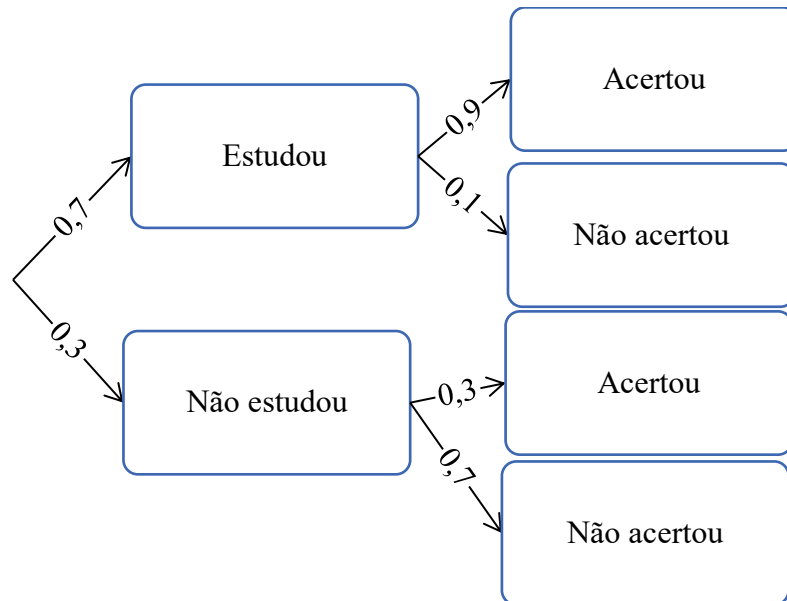 Acertou
0,9
Estudou
0,1
0,7
Não acertou
0,3
Acertou
0,3
Não estudou
0,7
Não acertou